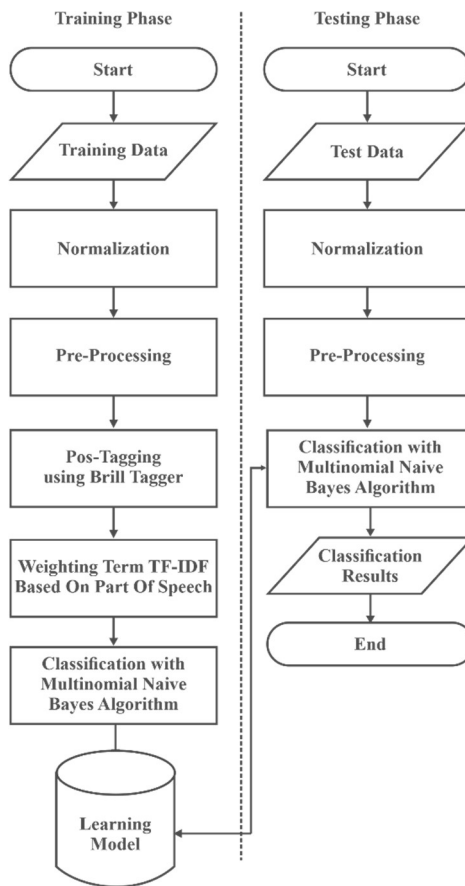 Training Phase
Start
Training Data
Normalization
Pre-Processing
Pos-Tagging
using Brill Tagger
Weighting Term TF-IDF
Based On Part Of Speech
Classification with
Multinomial Naive
Bayes Algorithm
Learning
Model
Testing Phase
Start
Test Data
Normalization
Pre-Processing
Classification with
Multinomial Naive
Bayes Algorithm
Classification
Results
End